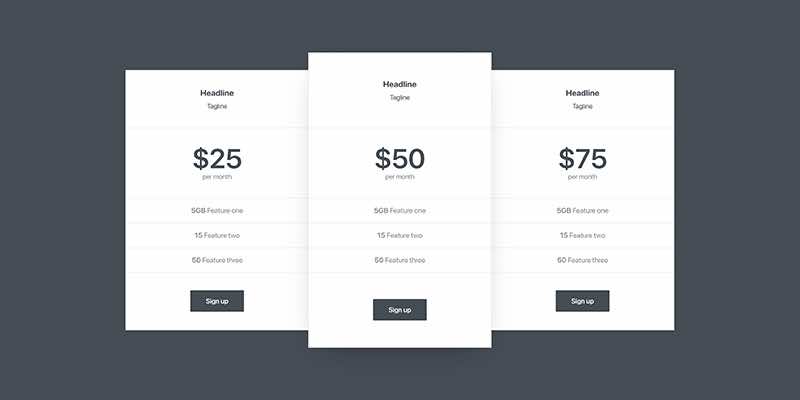 Headline
Tagline
$25
per month
5GB Feature one
15 Feature two
50 Feature three
Sign up
Headline
Tagline
$50
per month
5GB Feature one
15 Feature two
50 Feature three
Sign up
Headline
Tagline
$75
per month
5GB Feature one
15 Feature two
50 Feature three
Sign up